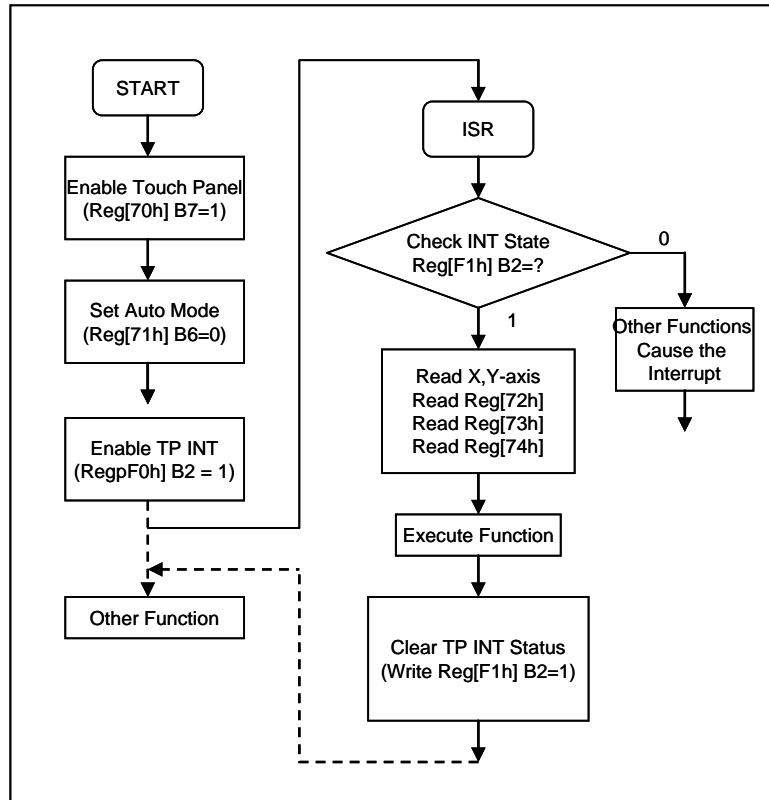 START
Enable Touch Panel
(Reg[70h] B7=1)
Set Auto Mode
(Reg[71h] B6=0)
Enable TP INT
(RegpF0h] B2 = 1)
Other Function
ISR
Check INT State
Reg[F1h] B2=?
0
1
Other Functions
Cause the
Interrupt
Read X,Y-axis
Read Reg[72h]
Read Reg[73h]
Read Reg[74h]
Execute Function
Clear TP INT Status
(Write Reg[F1h] B2=1)